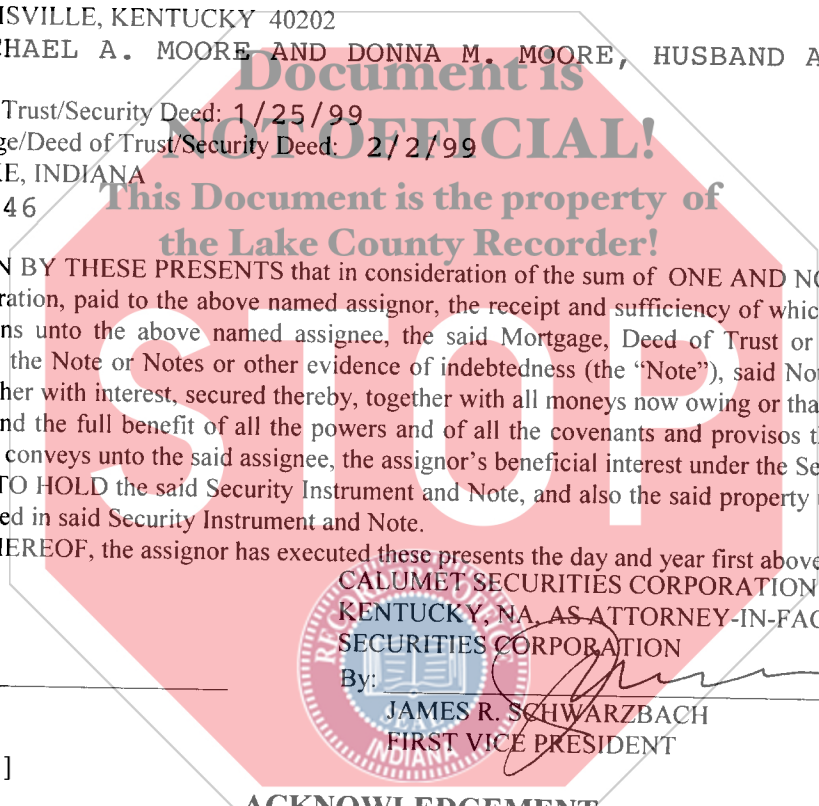 ISVILLE, KENTUCKY 40202
HAEL A. MOORE AND DONNA M. MOORE, HUSBAND A
Document is
Trust/Security Deed: 1/25/99
NOT OFFICIAL!
ge/Deed of Trust/Security Deed: 2/2/99
E, INDIANA
This Document is the property of
46
the Lake County Recorder!
N BY THESE PRESENTS that in consideration of the sum of ONE AND NO
ration, paid to the above named assignor, the receipt and sufficiency of which
ns unto the above named assignee, the said Mortgage, Deed of Trust or
the Note or Notes or other evidence of indebtedness (the “Note”), said Not
her with interest, secured thereby, together with all moneys now owing or tha
nd the full benefit of all the powers and of all the covenants and provisos t
conveys unto the said assignee, the assignor’s beneficial interest under the Se
TO HOLD the said Security Instrument and Note, and also the said property
ed in said Security Instrument and Note.
HEREOF, the assignor has executed these presents the day and year first above
STOP
CALUMET SECURITIES CORPORATION
KENTUCKY, NA, AS ATTORNEY-IN-FAC
SECURITIES CORPORATION
By:
JAMES R. SCHWARZBACH
FIRST VICE PRESIDENT
RECORDER'S OFFICE
SEAL
INDIANA
]
ACKNOWLEDGEMENT